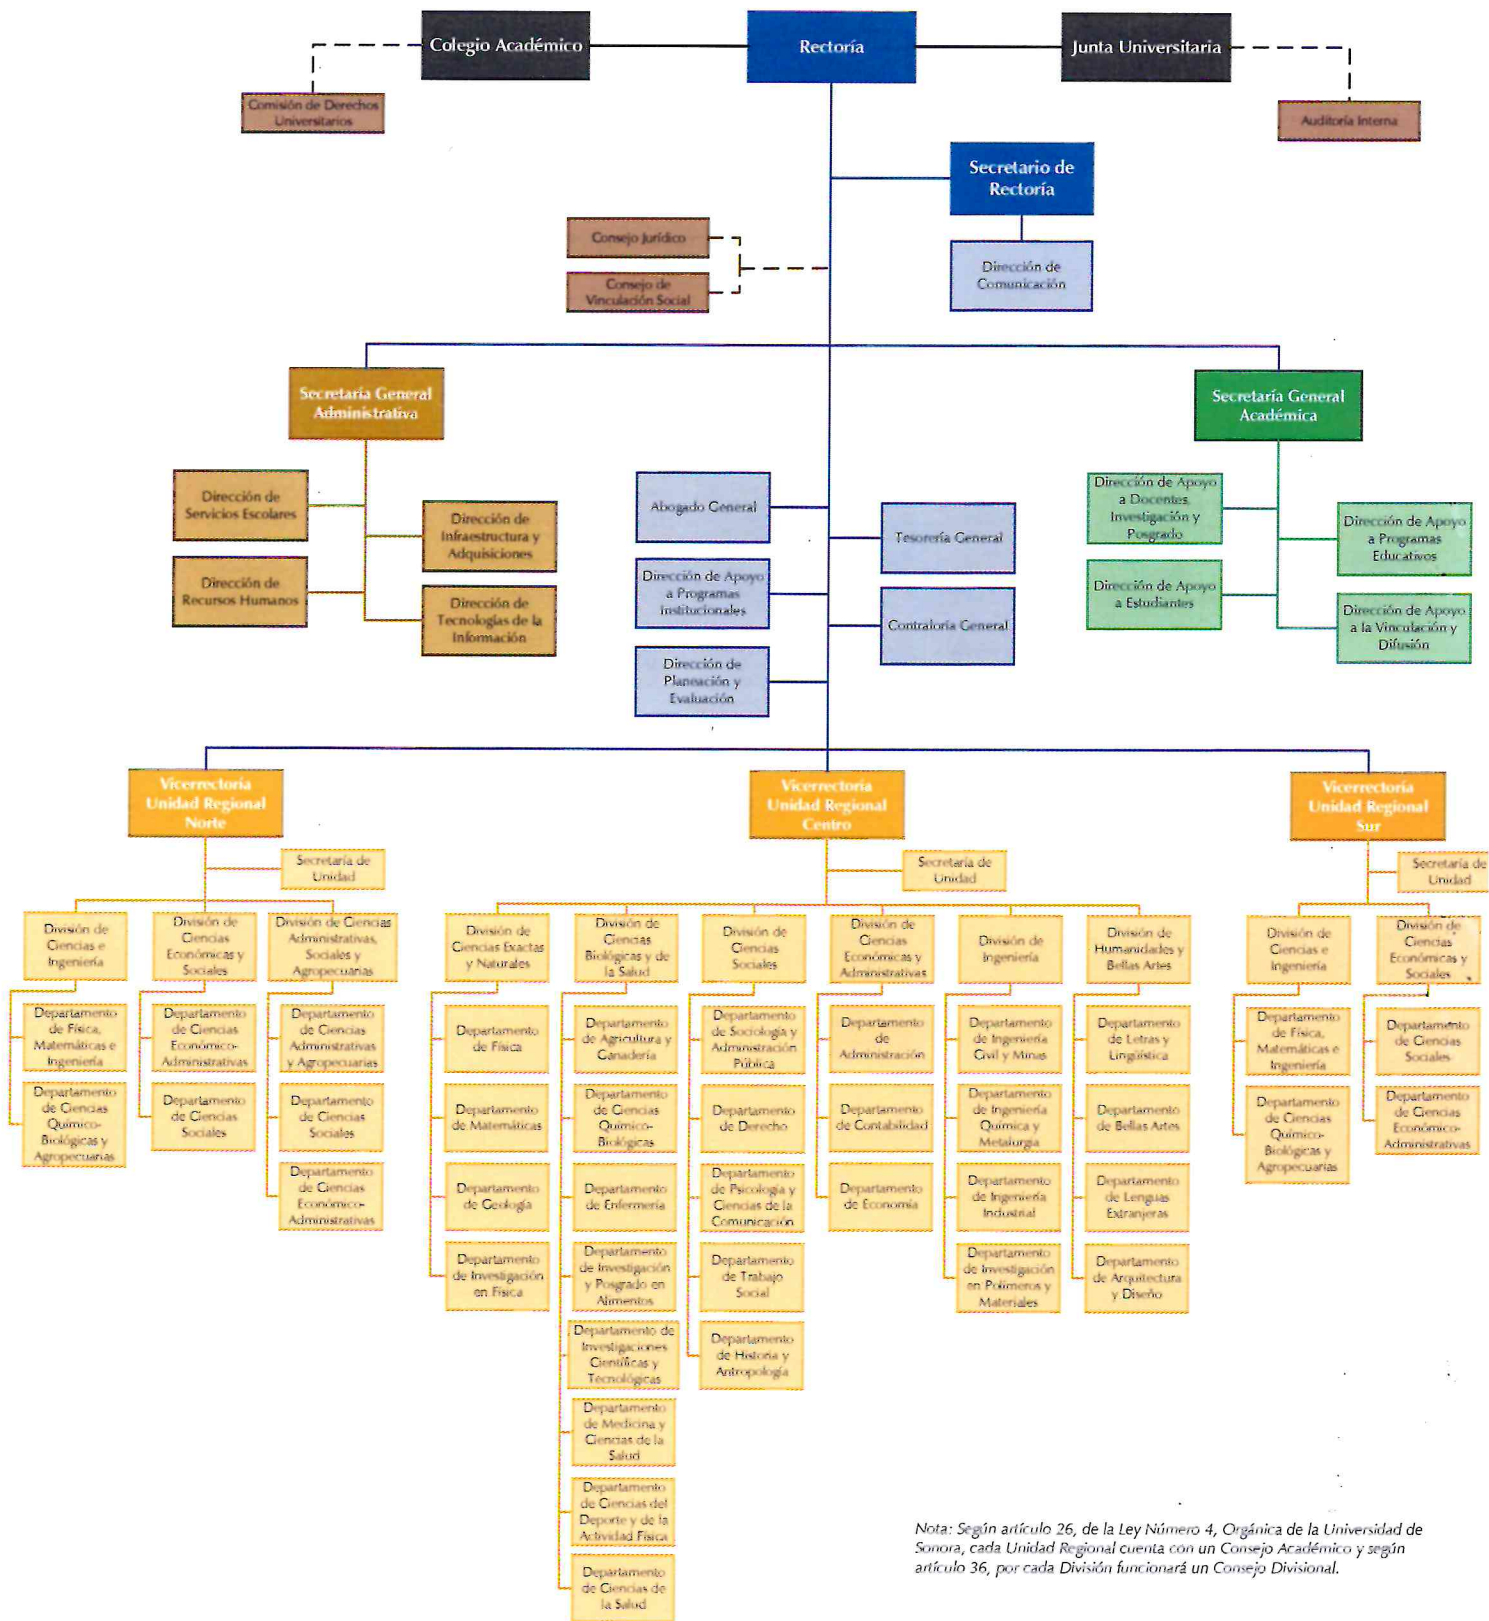 Colegio Académico
Rectoría
Junta Universitaria
Comisión de Derechos
Universitarios
Auditoría Interna
Secretario de
Rectoría
Consejo Jurídico
Consejo de
Vinculación Social
Dirección de
Comunicación
Secretaría General
Administrativa
Secretaría General
Académica
Dirección de
Servicios Escolares
Dirección de
Infraestructura y
Adquisiciones
Dirección de
Recursos Humanos
Dirección de
Tecnologías de la
Información
Abogado General
Tesorería General
Dirección de Apoyo
a Programas
Institucionales
Contraloría General
Dirección de
Planeación y
Evaluación
Dirección de Apoyo
a Docentes,
Investigación y
Posgrado
Dirección de Apoyo
a Programas
Educativos
Dirección de Apoyo
a Estudiantes
Dirección de Apoyo
a la Vinculación y
Difusión
Vicerrectoría
Unidad Regional
Norte
Secretaría de
Unidad
División de
Ciencias e
Ingeniería
División de
Ciencias
Económicas y
Sociales
División de Ciencias
Administrativas,
Sociales y
Agropecuarias
Departamento
de Física,
Matemáticas e
Ingeniería
Departamento
de Ciencias
Químico-
Biológicas y
Agropecuarias
Departamento
de Ciencias
Económico-
Administrativas
Departamento
de Ciencias
Sociales
Departamento
de Ciencias
Administrativas
y Agropecuarias
Departamento
de Ciencias
Sociales
Departamento
de Ciencias
Económico-
Administrativas
Vicerrectoría
Unidad Regional
Centro
Secretaría de
Unidad
División de
Ciencias Exactas
y Naturales
División de
Ciencias
Biológicas y de
la Salud
División de
Ciencias
Sociales
División de
Ciencias
Económicas y
Administrativas
División de
Ingeniería
División de
Humanidades y
Bellas Artes
Departamento
de Física
Departamento
de Matemáticas
Departamento
de Geología
Departamento
de Investigación
en Física
Departamento
de Agricultura y
Ganadería
Departamento
de Ciencias
Químico-
Biológicas
Departamento
de Enfermería
Departamento
de Investigación
y Posgrado en
Alimentos
Departamento de
Investigaciones
Científicas y
Tecnológicas
Departamento
de Medicina y
Ciencias de la
Salud
Departamento
de Ciencias del
Deporte y de la
Actividad Física
Departamento
de Ciencias de
la Salud
Departamento
de Sociología y
Administración
Pública
Departamento
de Derecho
Departamento
de Psicología y
Ciencias de la
Comunicación
Departamento
de Trabajo
Social
Departamento
de Historia y
Antropología
Departamento
de
Administración
Departamento
de Contabilidad
Departamento
de Economía
Departamento
de Ingeniería
Civil y Minas
Departamento
de Ingeniería
Química y
Metalurgia
Departamento
de Ingeniería
Industrial
Departamento
de Investigación
en Polímeros y
Materiales
Departamento
de Letras y
Lingüística
Departamento
de Bellas Artes
Departamento
de Lenguas
Extranjeras
Departamento
de Arquitectura
y Diseño
Vicerrectoría
Unidad Regional
Sur
Secretaría de
Unidad
División de
Ciencias e
Ingeniería
División de
Ciencias
Económicas y
Sociales
Departamento
de Física,
Matemáticas e
Ingeniería
Departamento
de Ciencias
Químico-
Biológicas y
Agropecuarias
Departamento
de Ciencias
Sociales
Departamento
de Ciencias
Económico-
Administrativas
Nota: Según artículo 26, de la Ley Número 4, Orgánica de la Universidad de
Sonora, cada Unidad Regional cuenta con un Consejo Académico y según
artículo 36, por cada División funcionará un Consejo Divisional.